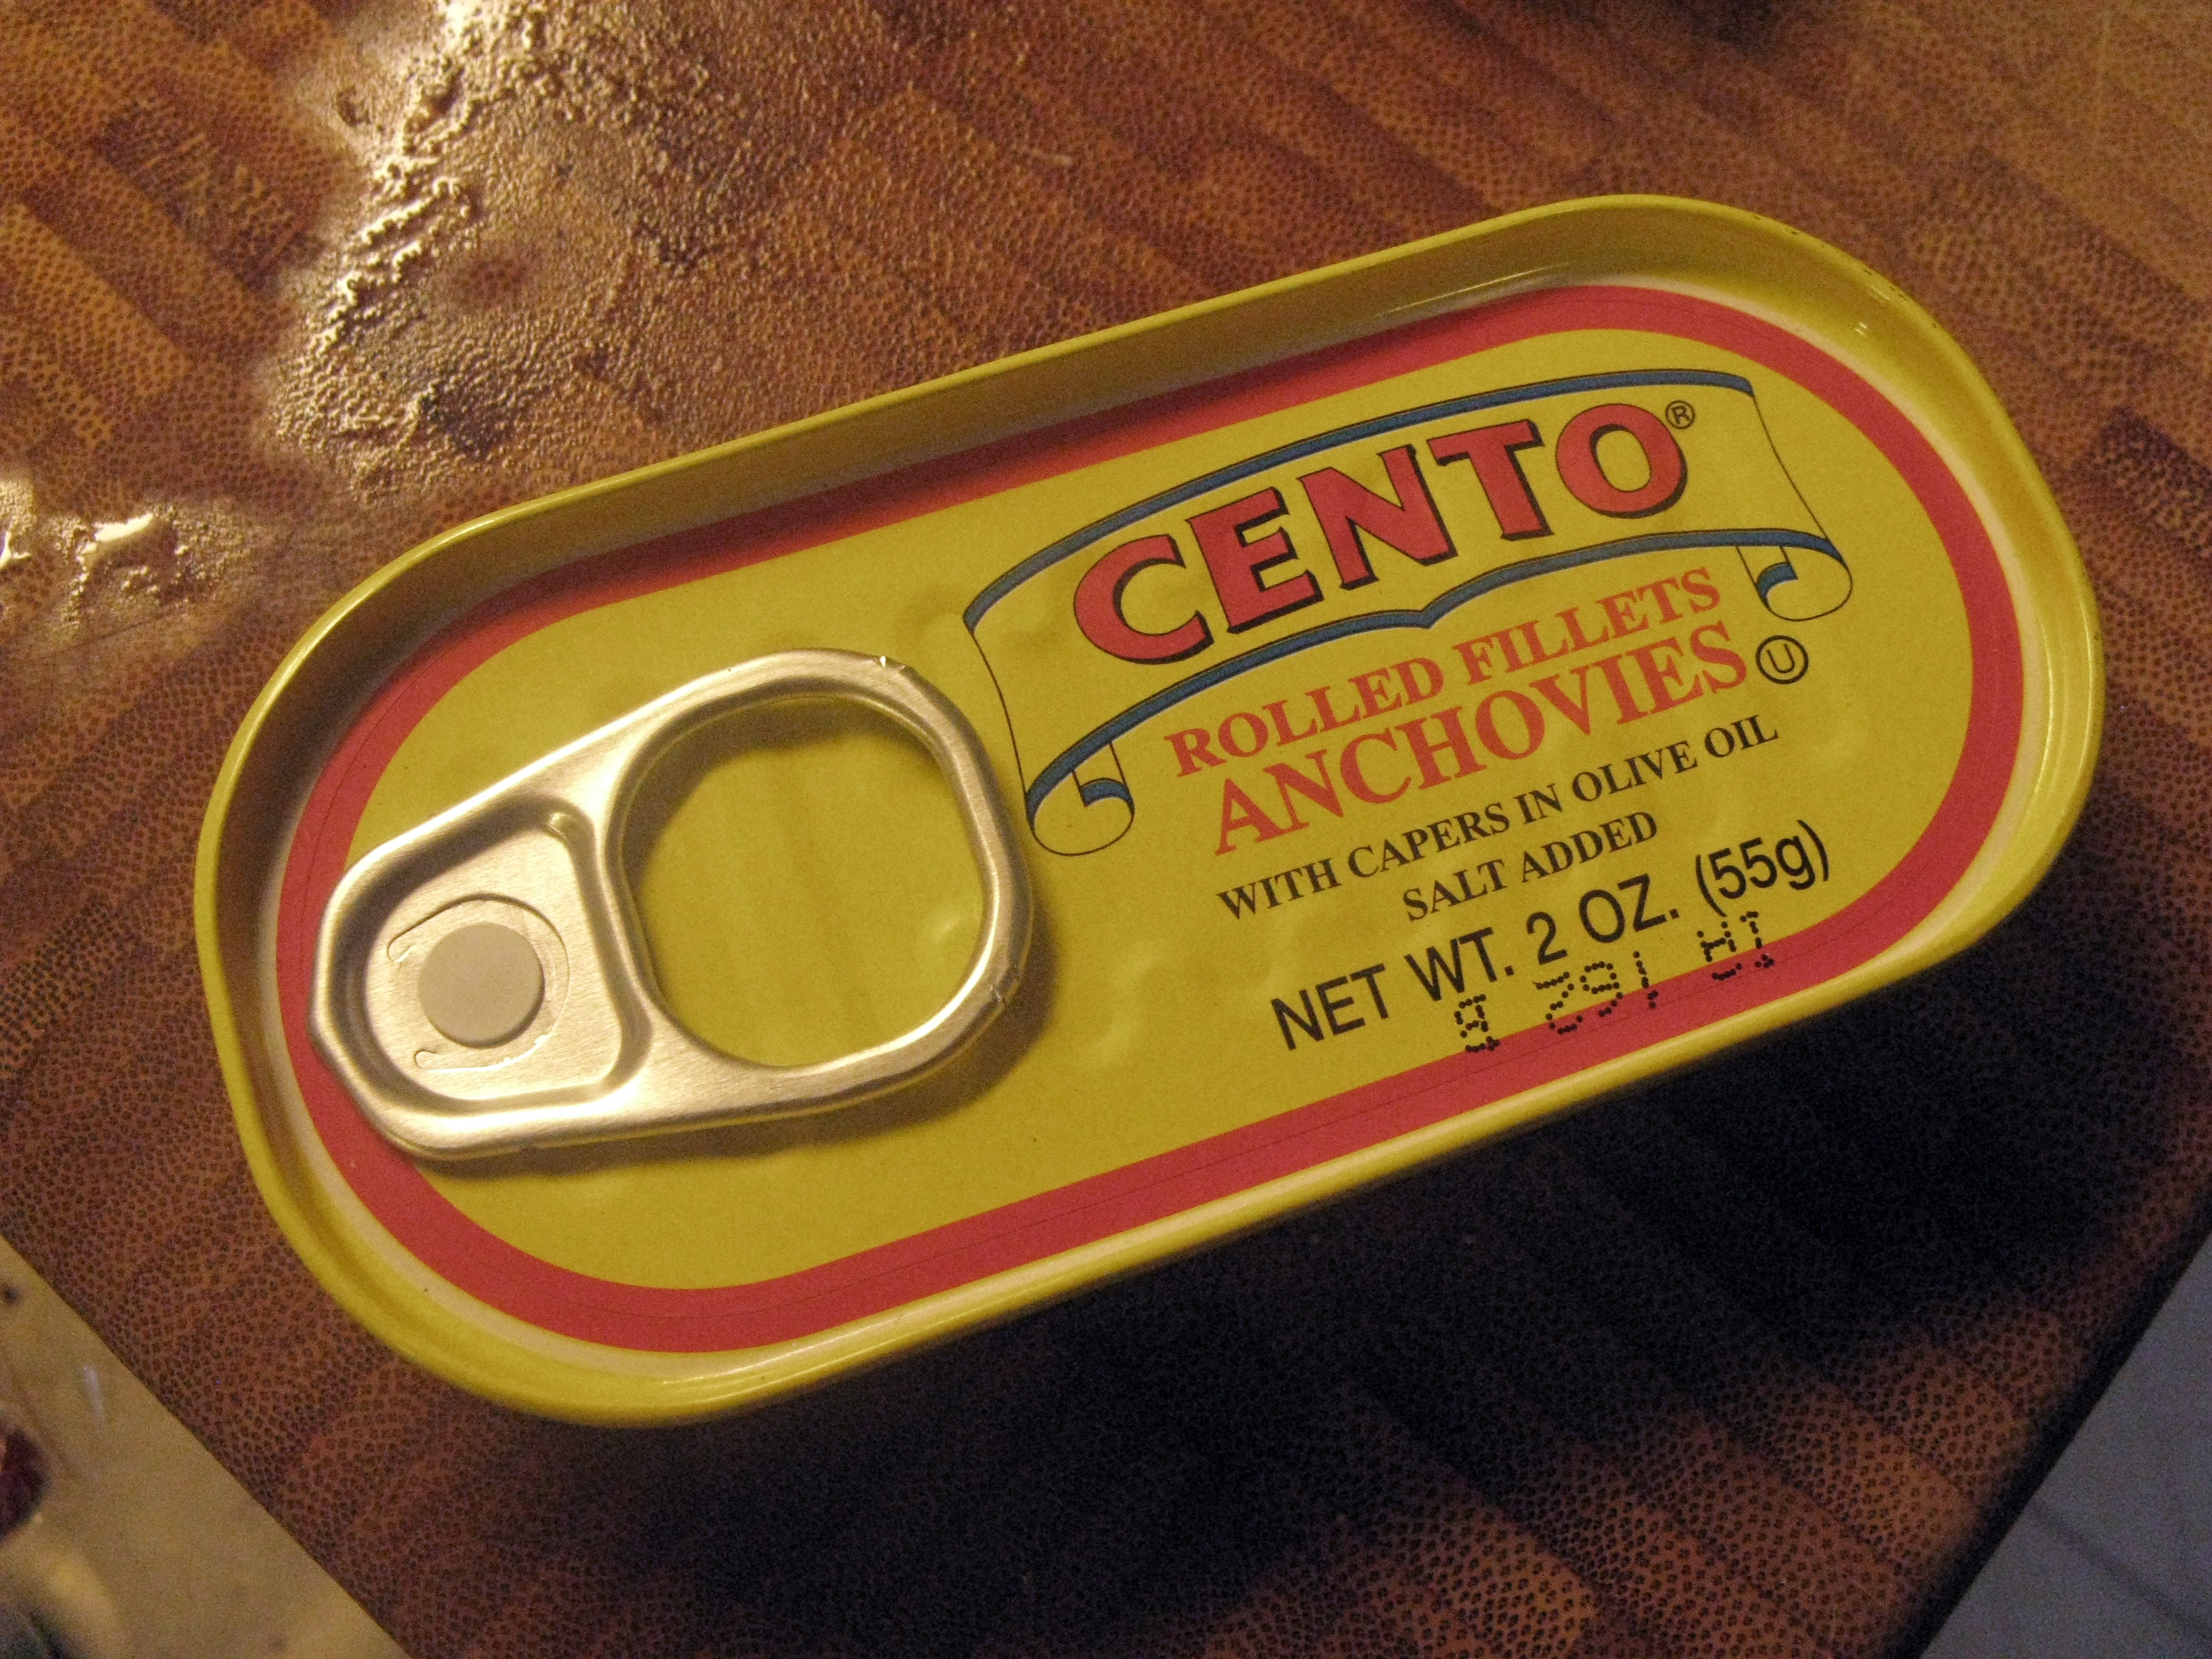 CENTO®
ROLLED FILLETS
ANCHOVIES Ⓤ
WITH CAPERS IN OLIVE OIL
SALT ADDED
NET WT. 2 OZ. (55g)